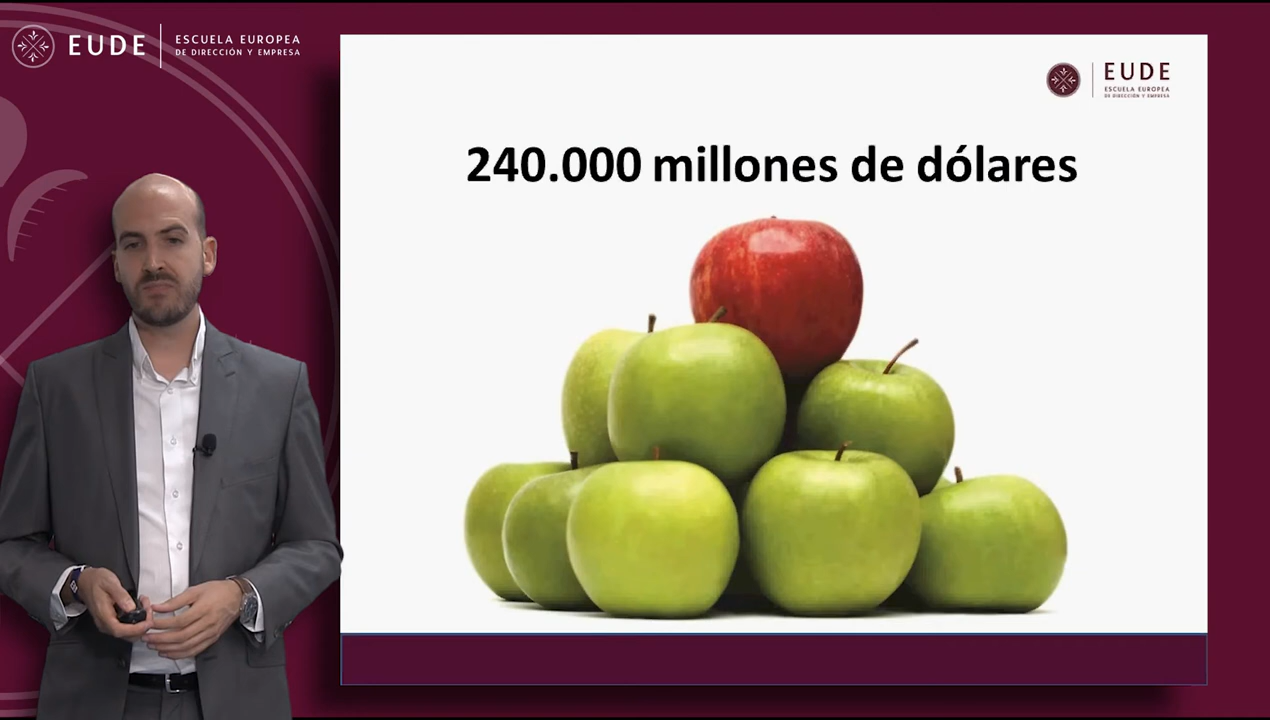 EUDE
ESCUELA EUROPEA
DE DIRECCIÓN Y EMPRESA
EUDE
ESCUELA EUROPEA
DE DIRECCIÓN Y EMPRESA
240.000 millones de dólares